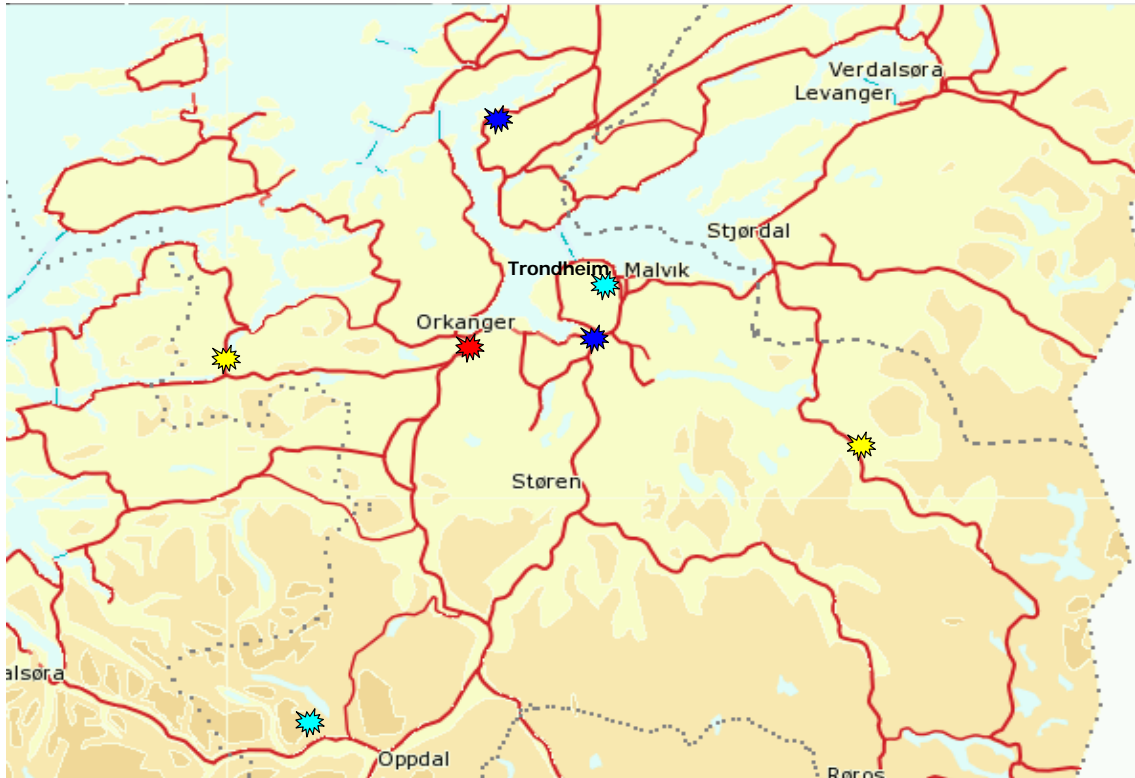 Verdalsøra
Levanger
Stjørdal
Trondheim
Malvik
Orkanger
Støren
alsøra
Oppdal
Røros